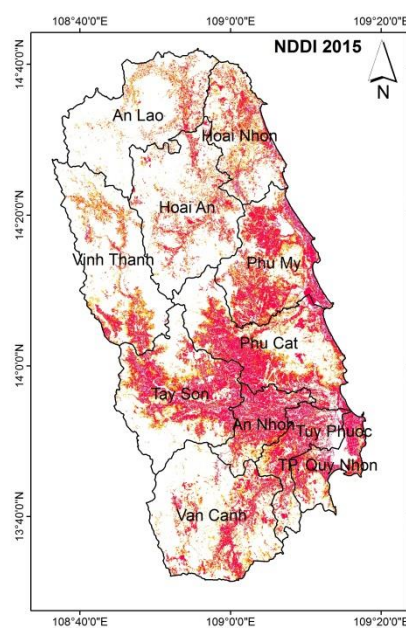 108°40'0"E 109°0'0"E 109°20'0"E
NDDI 2015
14°40'0"N
N
An Lao
Hoai Nhon
14°20'0"N
Hoai An
Vinh Thanh
Phu My
Phu Cat
14°0'0"N
Tay Son
An Nhon
Tuy Phuoc
TP. Quy Nhon
Van Canh
13°40'0"N
108°40'0"E 109°0'0"E 109°20'0"E